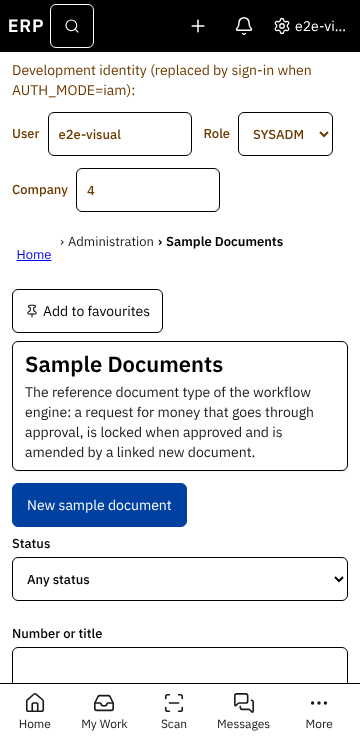 ERP e2e-vi...
Development identity (replaced by sign-in when
AUTH_MODE=iam):
User e2e-visual Role SYSADM
Company 4
Home › Administration › Sample Documents
Add to favourites
Sample Documents
The reference document type of the workflow
engine: a request for money that goes through
approval, is locked when approved and is
amended by a linked new document.
New sample document
Status
Any status
Number or title
Home My Work Scan Messages More